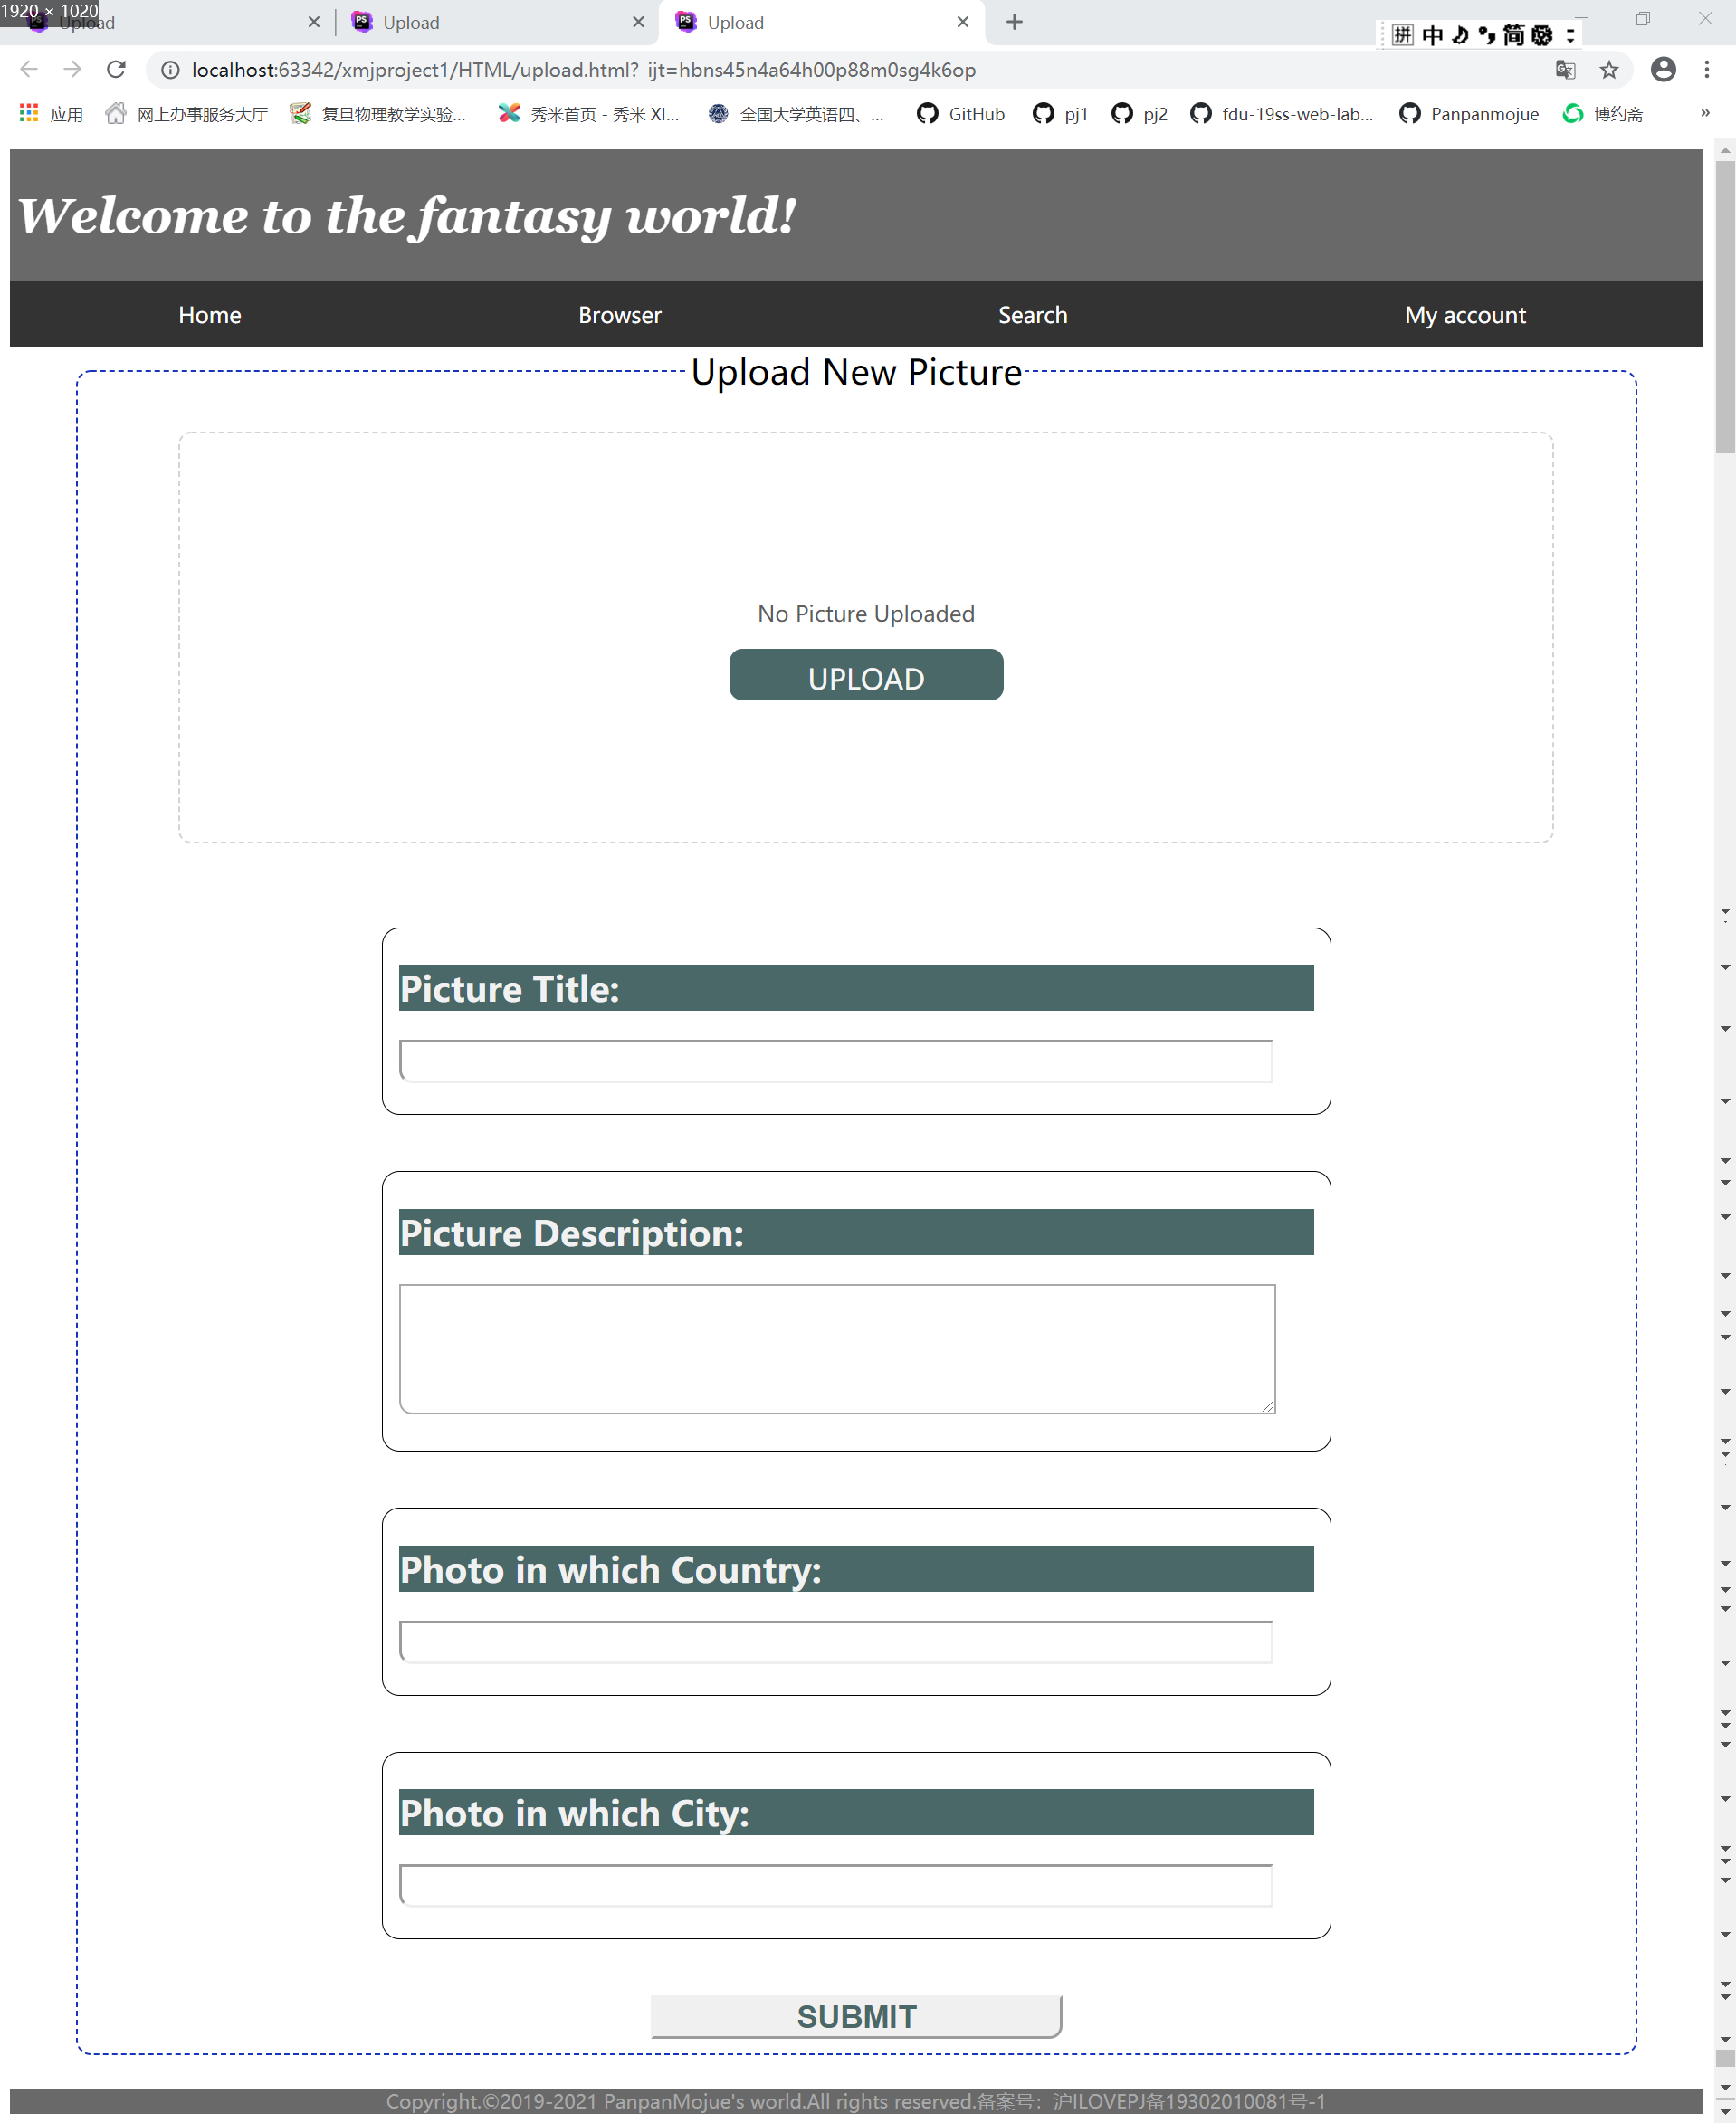 1920 × 1020
Upload
Upload
Upload
拼 中 简
localhost:63342/xmjproject1/HTML/upload.html?_ijt=hbns45n4a64h00p88m0sg4k6op
应用 网上办事服务大厅 复旦物理教学实验... 秀米首页 - 秀米 XI... 全国大学英语四、... GitHub pj1 pj2 fdu-19ss-web-lab... Panpanmojue 博约斋 »
Welcome to the fantasy world!
Home Browser Search My account
Upload New Picture
No Picture Uploaded
UPLOAD
Picture Title:
Picture Description:
Photo in which Country:
Photo in which City:
SUBMIT
Copyright.©2019-2021 PanpanMojue's world.All rights reserved.备案号：沪ILOVEPJ备19302010081号-1